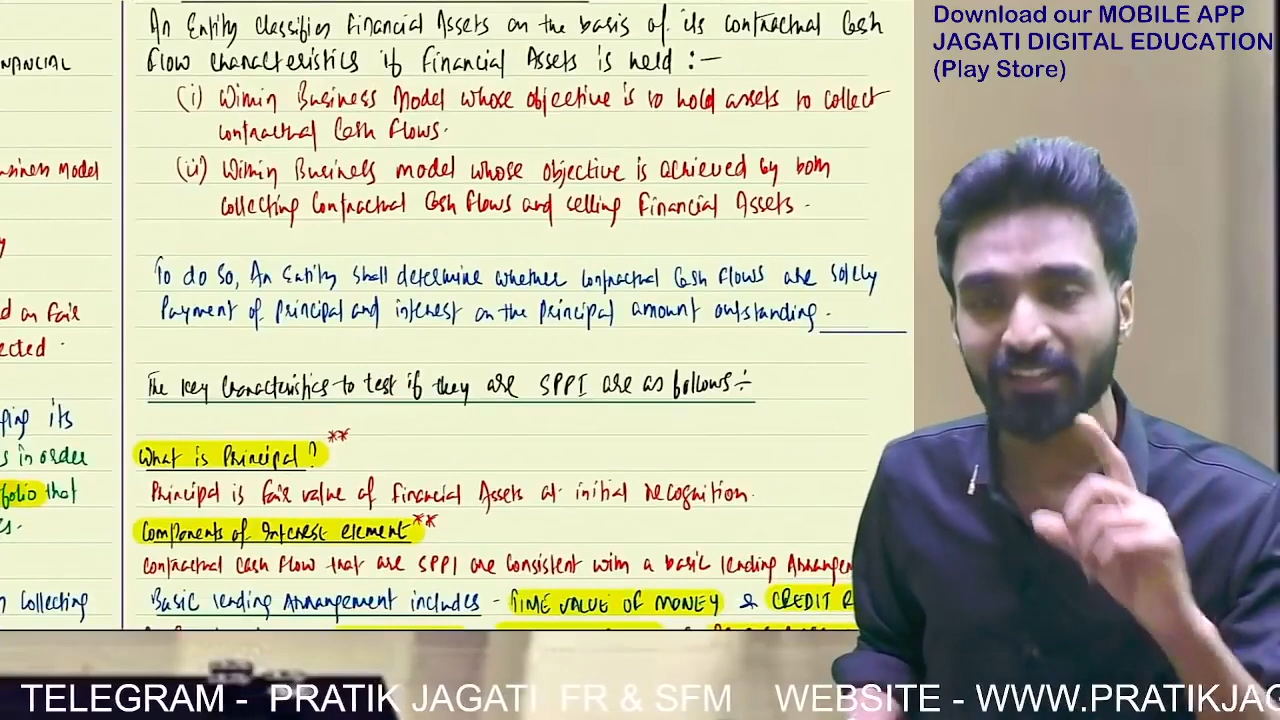 An Entity classifies Financial Assets on the basis of its contractual Cash
flow characteristics if Financial Assets is held :-
(i) Within Business Model whose objective is to hold assets to collect
contractual Cash flows.
(ii) Within Business model whose objective is achieved by both
collecting Contractual Cash flows and selling Financial Assets.
To do so, An Entity shall determine whether contractual Cash flows are solely
Payment of principal and interest on the principal amount outstanding.
The key Characteristics to test if they are SPPI are as follows:-
What is Principal? **
Principal is fair value of Financial Assets at initial recognition.
Components of Interest element **
Contractual cash flow that are SPPI are Consistent with a basic lending Arrangem
Basic lending Arrangement includes - TIME VALUE OF MONEY & CREDIT R
NANCIAL
usiness Model
d on fair
ected.
ging its
s in order
folio that
s.
n Collecting
Download our MOBILE APP
JAGATI DIGITAL EDUCATION
(Play Store)
TELEGRAM - PRATIK JAGATI FR & SFM WEBSITE - WWW.PRATIKJAG